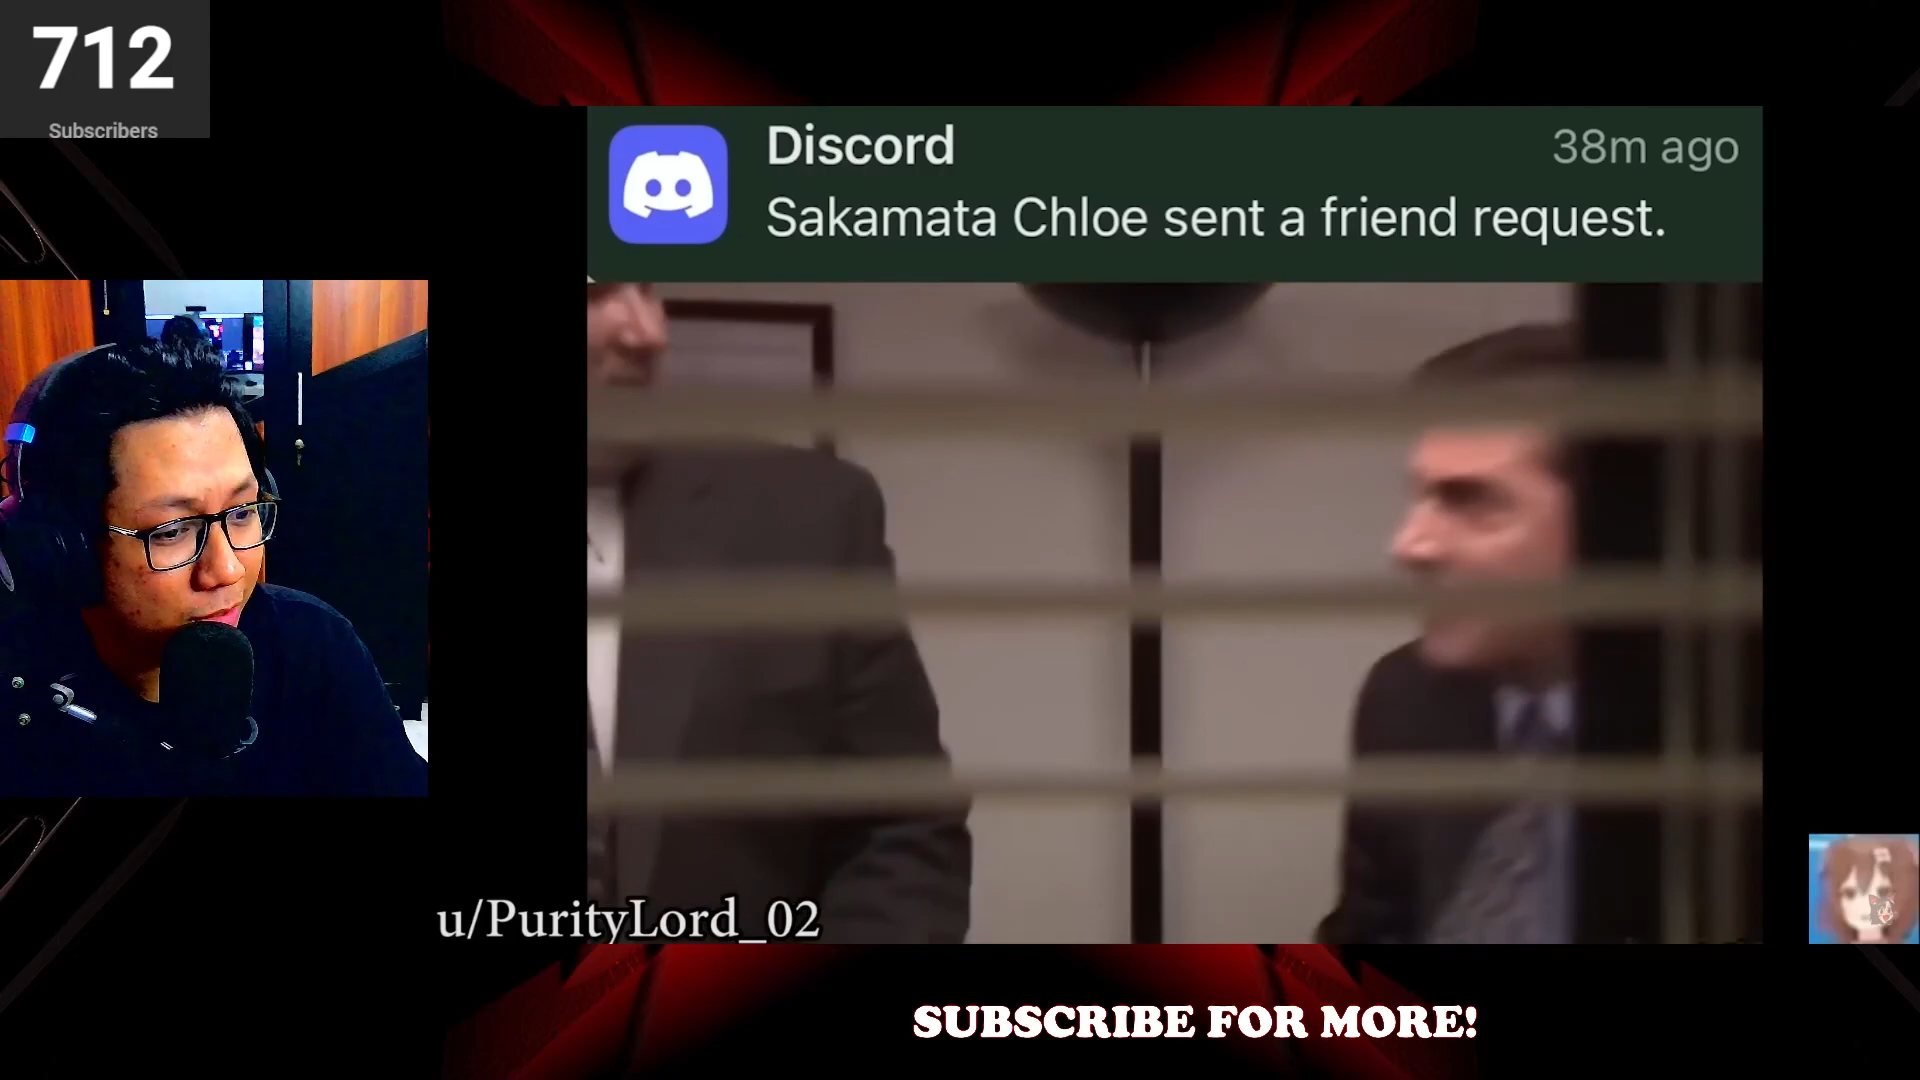 712
Subscribers
Discord
38m ago
Sakamata Chloe sent a friend request.
u/PurityLord_02
SUBSCRIBE FOR MORE!